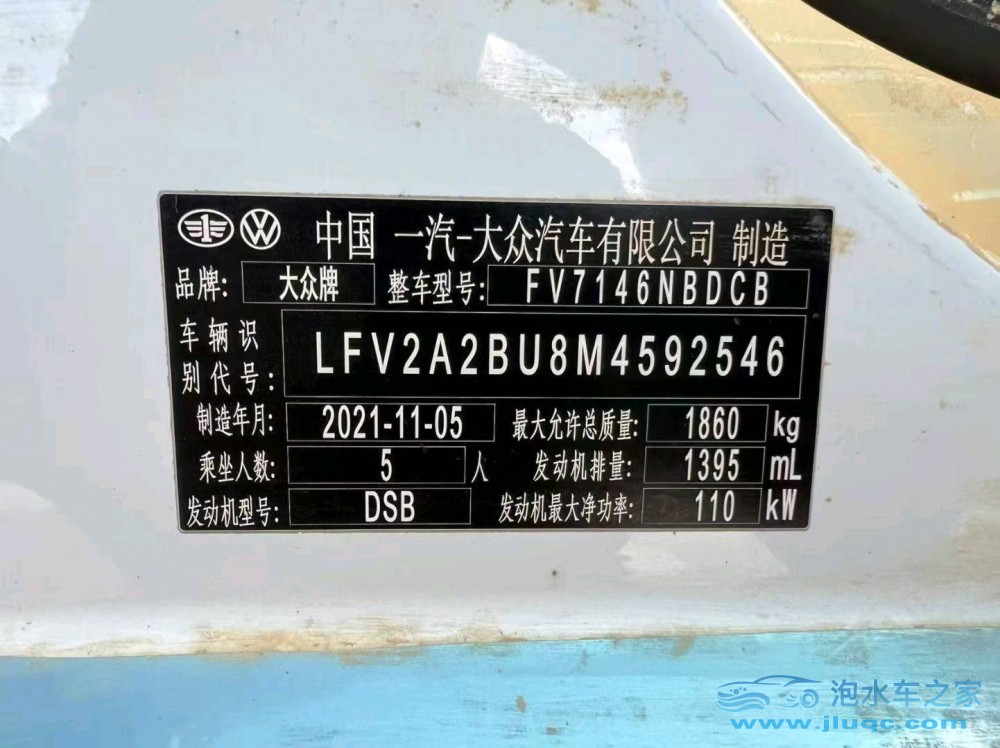 中国 一汽-大众汽车有限公司 制造
品牌: 大众牌 整车型号: FV7146NBDCB
车辆识
别代号: LFV2A2BU8M4592546
制造年月: 2021-11-05 最大允许总质量: 1860 kg
乘坐人数: 5 人 发动机排量: 1395 mL
发动机型号: DSB 发动机最大净功率: 110 kW
泡水车之家
www.jluqc.com